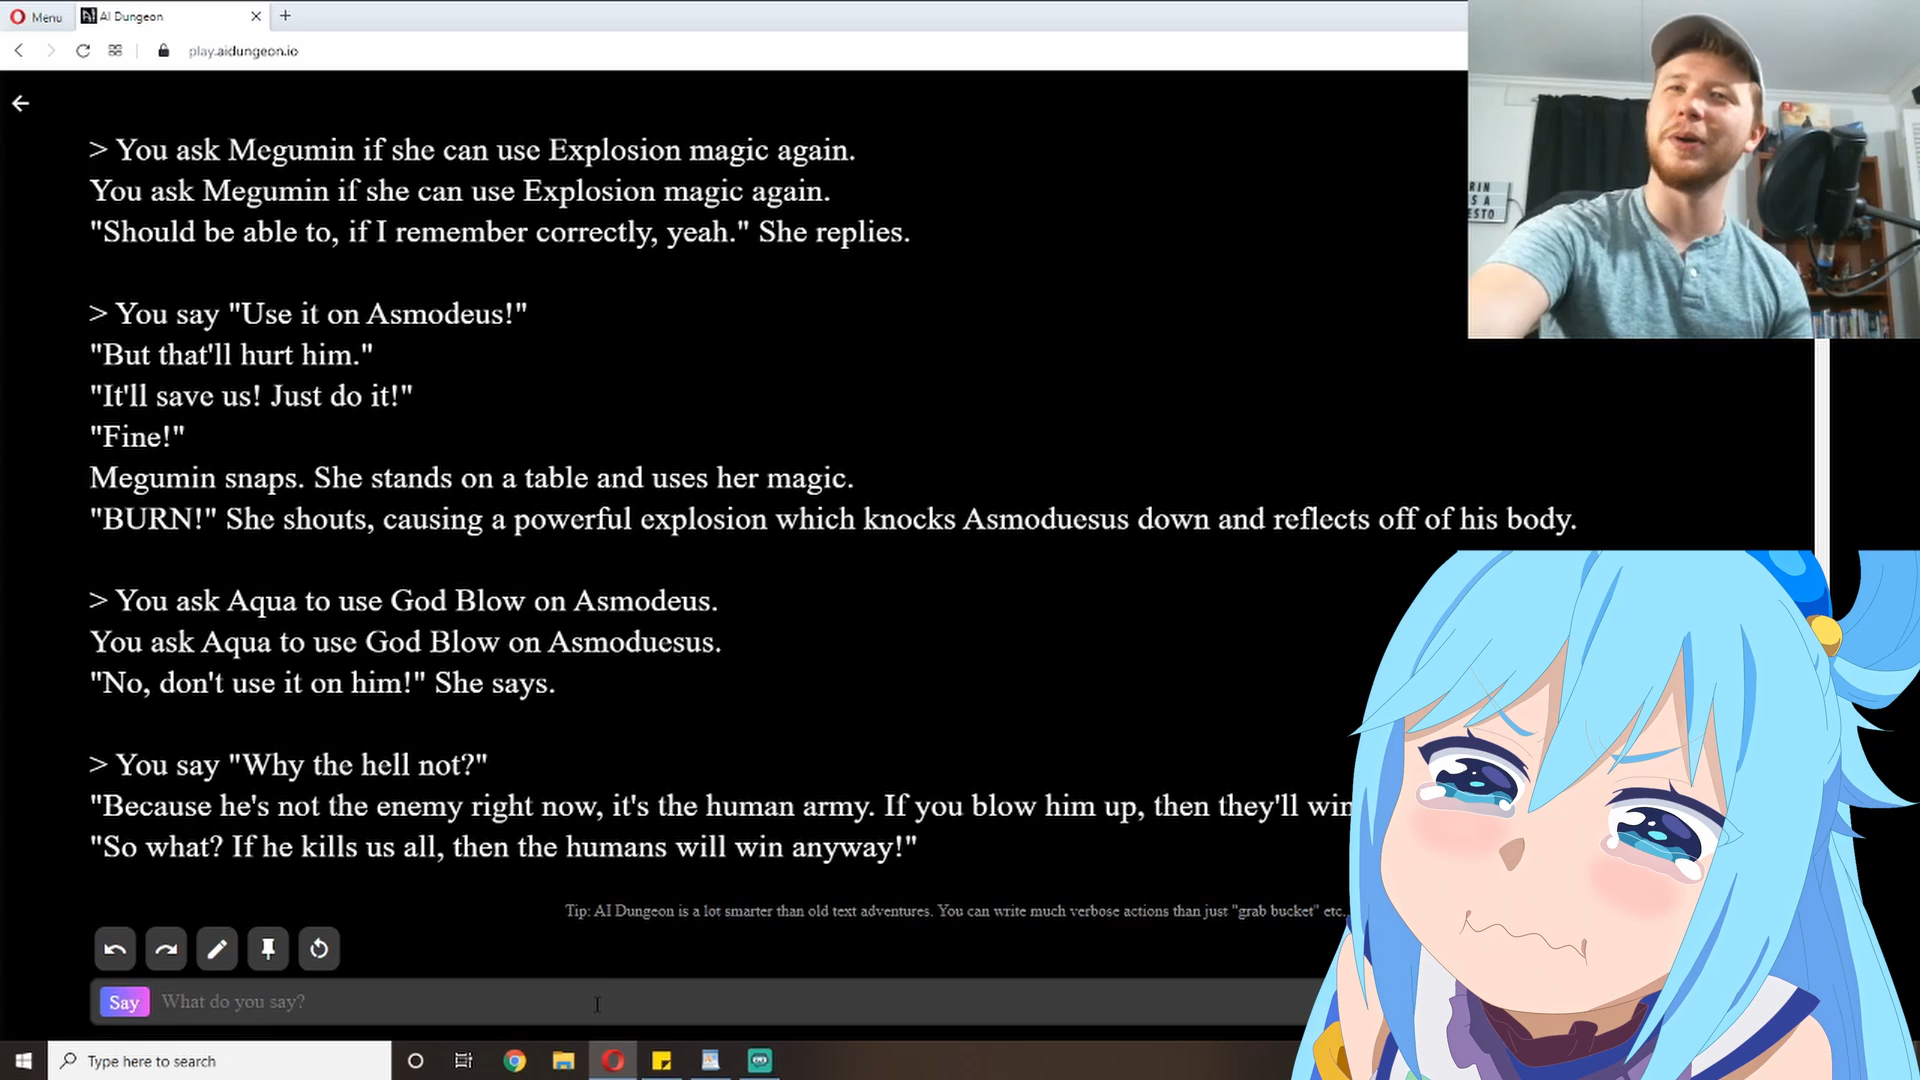 Menu
AI Dungeon
play.aidungeon.io
> You ask Megumin if she can use Explosion magic again.
You ask Megumin if she can use Explosion magic again.
"Should be able to, if I remember correctly, yeah." She replies.
> You say "Use it on Asmodeus!"
"But that'll hurt him."
"It'll save us! Just do it!"
"Fine!"
Megumin snaps. She stands on a table and uses her magic.
"BURN!" She shouts, causing a powerful explosion which knocks Asmoduesus down and reflects off of his body.
> You ask Aqua to use God Blow on Asmodeus.
You ask Aqua to use God Blow on Asmoduesus.
"No, don't use it on him!" She says.
> You say "Why the hell not?"
"Because he's not the enemy right now, it's the human army. If you blow him up, then they'll win
"So what? If he kills us all, then the humans will win anyway!"
Tip: AI Dungeon is a lot smarter than old text adventures. You can write much verbose actions than just "grab bucket" etc..
Say What do you say?
Type here to search
RIN
S A
ESTO